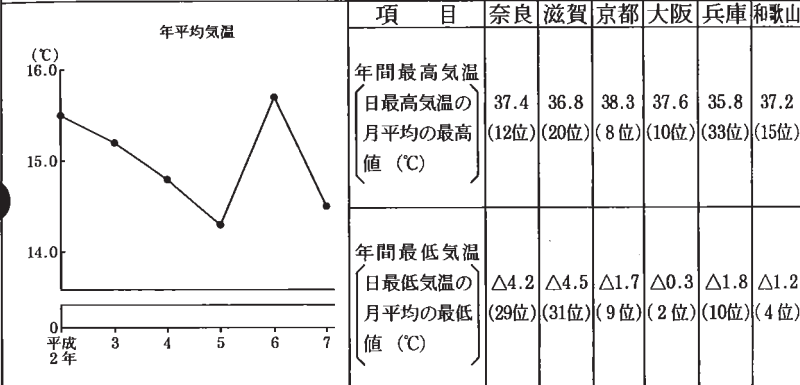 年平均気温
(℃)
16.0
15.0
14.0
0
平成
2年
3
4
5
6
7
項 目 奈良 滋賀 京都 大阪 兵庫 和歌山
年間最高気温
日最高気温の 37.4 36.8 38.3 37.6 35.8 37.2
月平均の最高 (12位) (20位) (8位) (10位) (33位) (15位)
値 (℃)
年間最低気温
日最低気温の △4.2 △4.5 △1.7 △0.3 △1.8 △1.2
月平均の最低 (29位) (31位) (9位) (2位) (10位) (4位)
値 (℃)